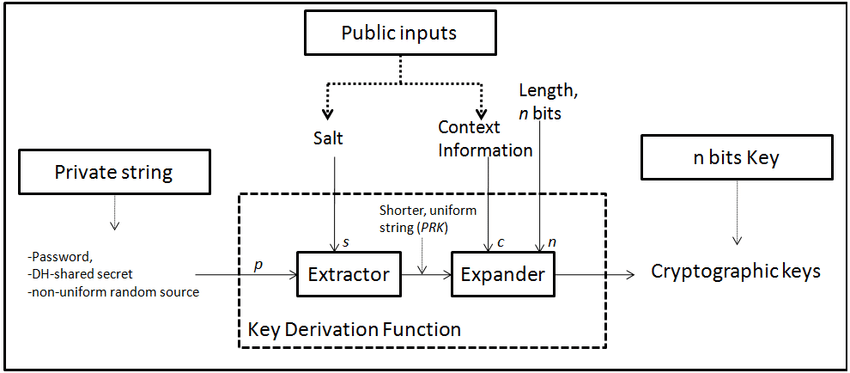 Public inputs
Length,
n bits
Salt
Context
Information
Private string
n bits Key
Shorter, uniform
string (PRK)
-Password,
-DH-shared secret
-non-uniform random source
p
s
c
n
Extractor
Expander
Cryptographic keys
Key Derivation Function